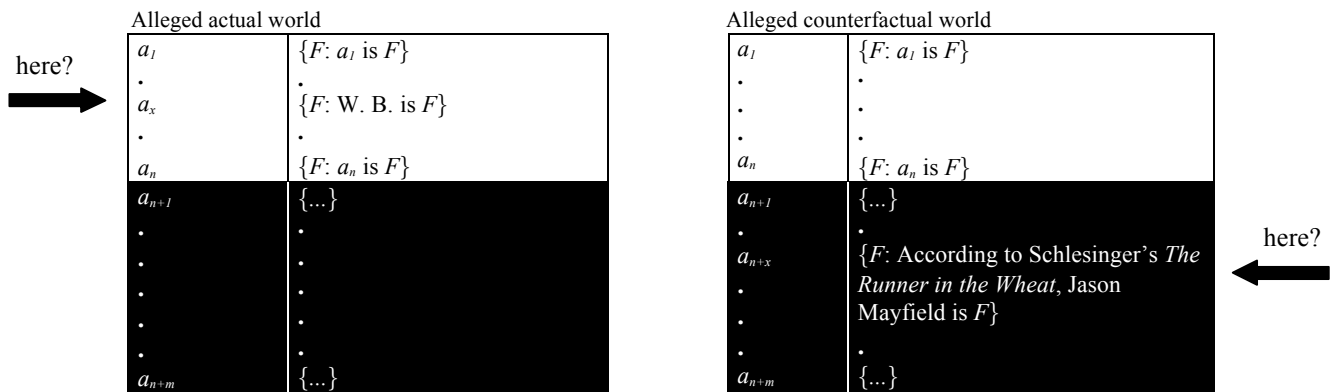 Alleged actual world
here?
a1 {F: a1 is F}
. .
ax {F: W. B. is F}
. .
an {F: an is F}
an+1 {...}
. .
. .
. .
. .
. .
an+m {...}
Alleged counterfactual world
a1 {F: a1 is F}
. .
. .
. .
an {F: an is F}
an+1 {...}
. .
an+x {F: According to Schlesinger’s The
. Runner in the Wheat, Jason
. Mayfield is F}
. .
an+m {...}
here?